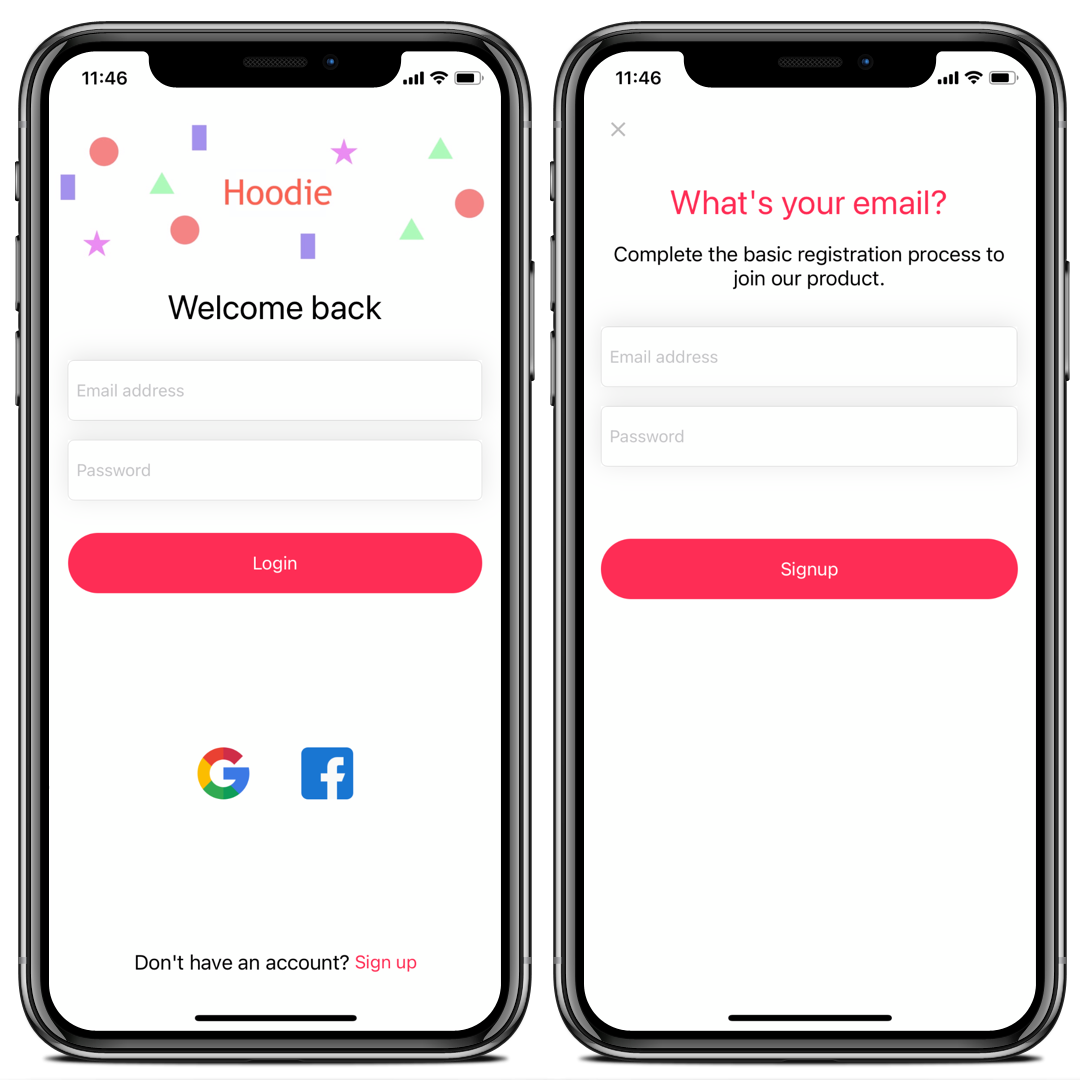 11:46
Hoodie
Welcome back
Email address
Password
Login
Don't have an account? Sign up
11:46
What's your email?
Complete the basic registration process to
join our product.
Email address
Password
Signup